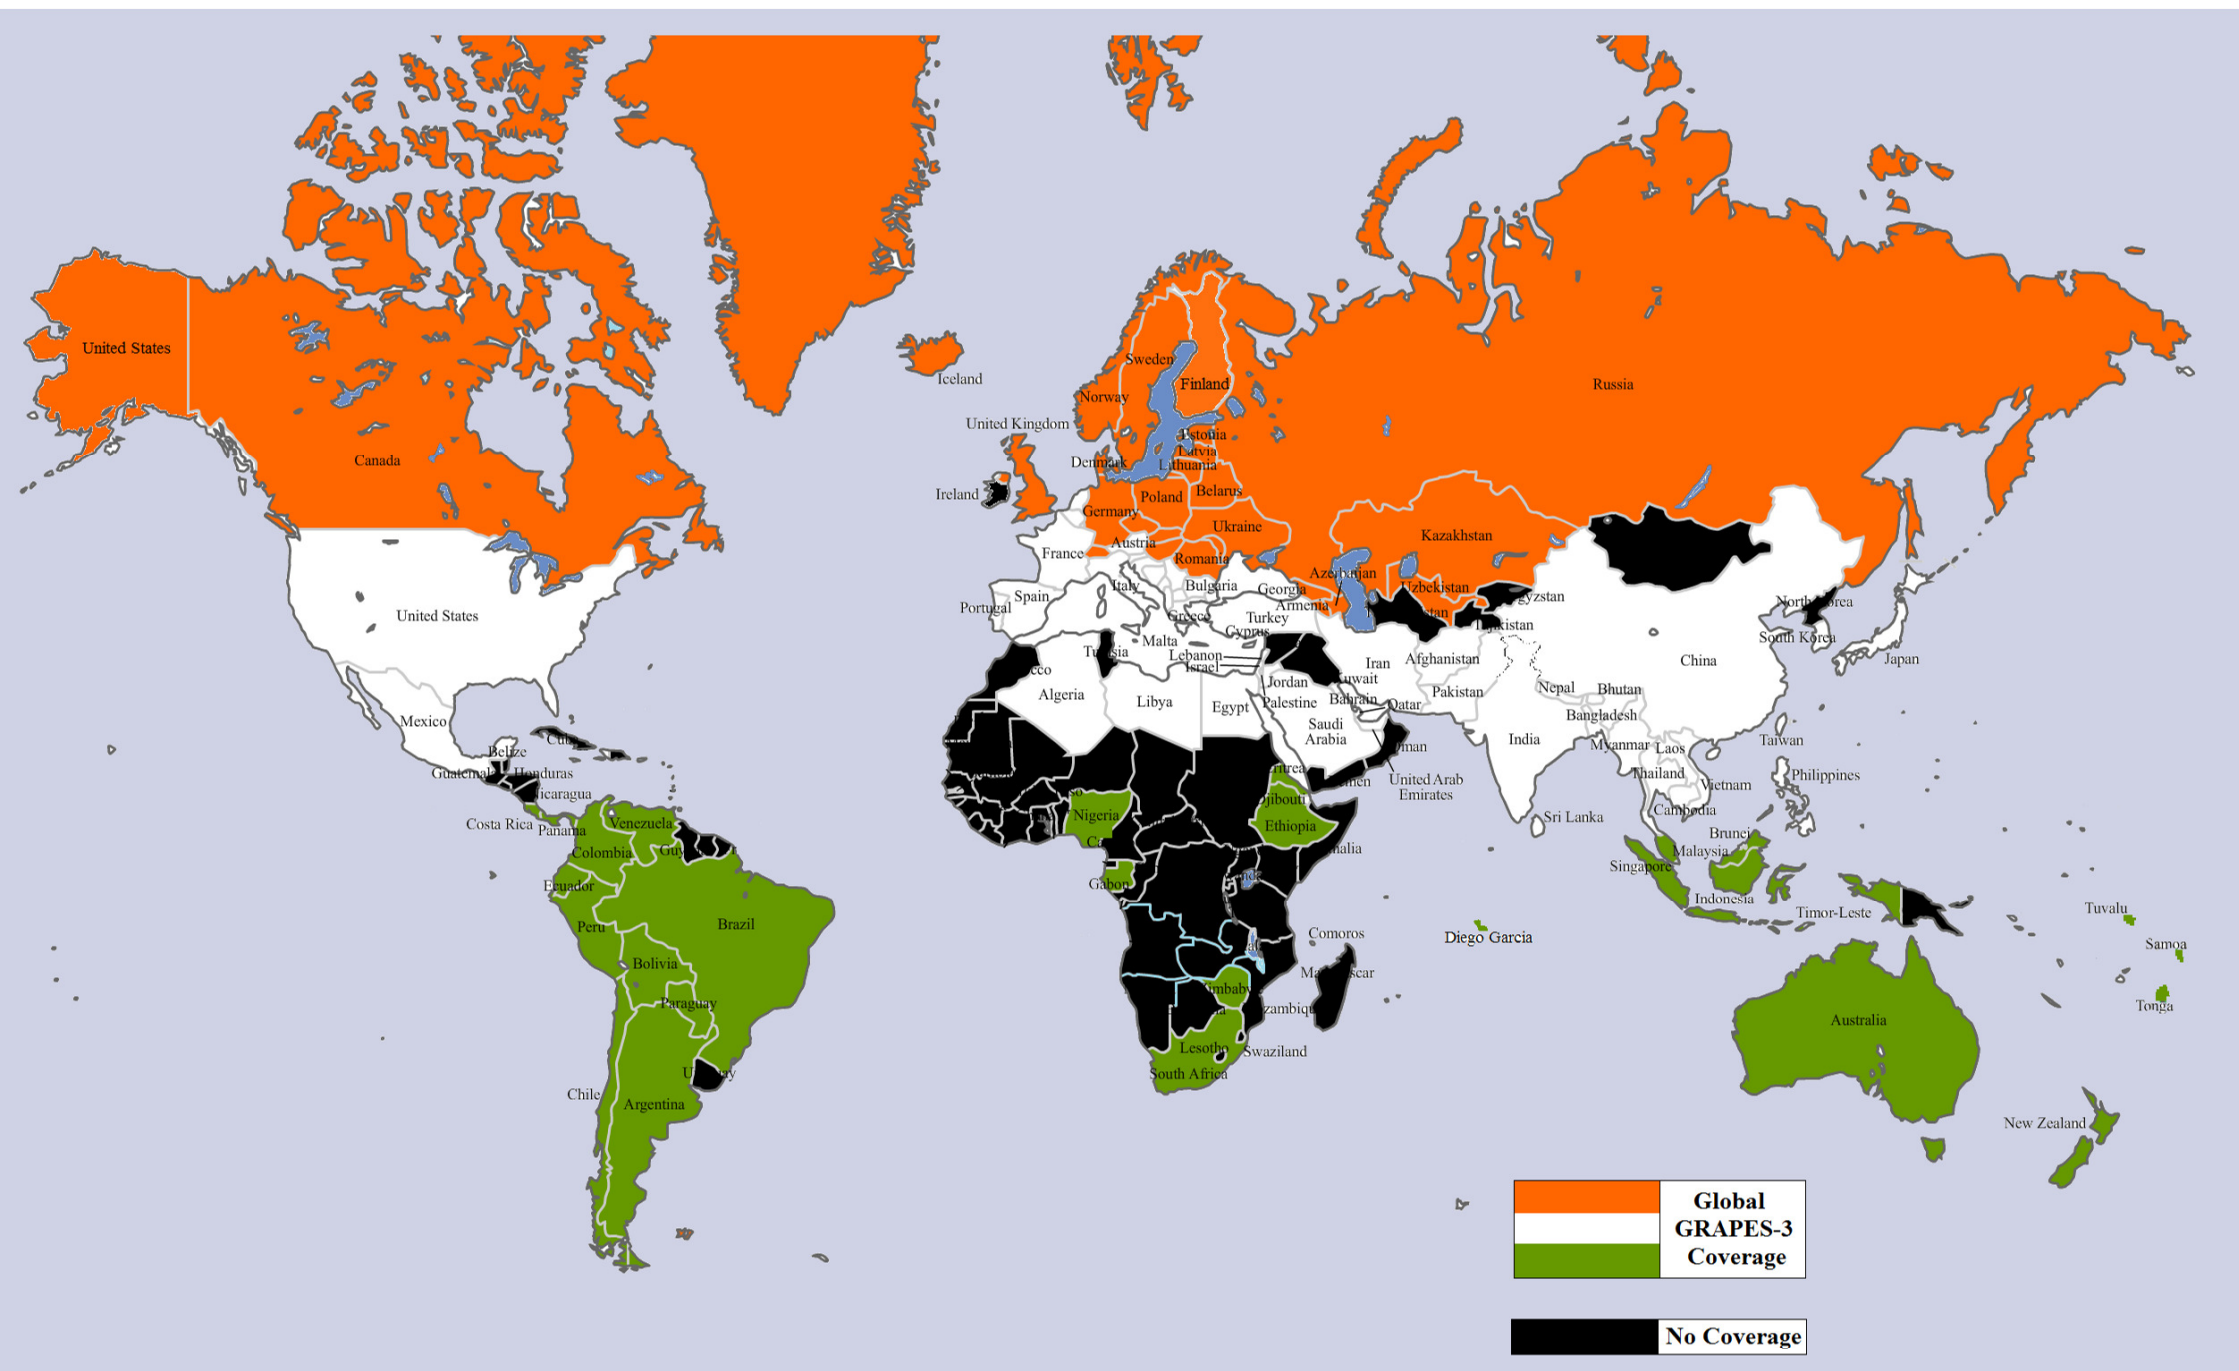 United States
Canada
Iceland
United Kingdom
Ireland
Sweden
Norway
Finland
Estonia
Latvia
Lithuania
Denmark
Poland
Belarus
Germany
Ukraine
Austria
France
Romania
Russia
Kazakhstan
Azerbaijan
Uzbekistan
Georgia
Armenia
Italy
Bulgaria
Spain
Portugal
Greece
Turkey
Cyprus
Malta
Lebanon
Israel
Iran
Afghanistan
Jordan
Palestine
Bahrain
Qatar
Pakistan
Saudi
Arabia
United Arab
Emirates
Algeria
Libya
Egypt
Nepal
Bhutan
Bangladesh
India
Myanmar
Laos
Thailand
Vietnam
Cambodia
Sri Lanka
China
South Korea
Japan
Taiwan
Philippines
United States
Mexico
Belize
Honduras
Costa Rica
Panama
Venezuela
Colombia
Ecuador
Peru
Brazil
Bolivia
Paraguay
Chile
Argentina
Nigeria
Ethiopia
Gabon
Comoros
Lesotho
Swaziland
South Africa
Diego Garcia
Brunei
Malaysia
Singapore
Indonesia
Timor-Leste
Tuvalu
Samoa
Tonga
Australia
New Zealand
Global
GRAPES-3
Coverage
No Coverage